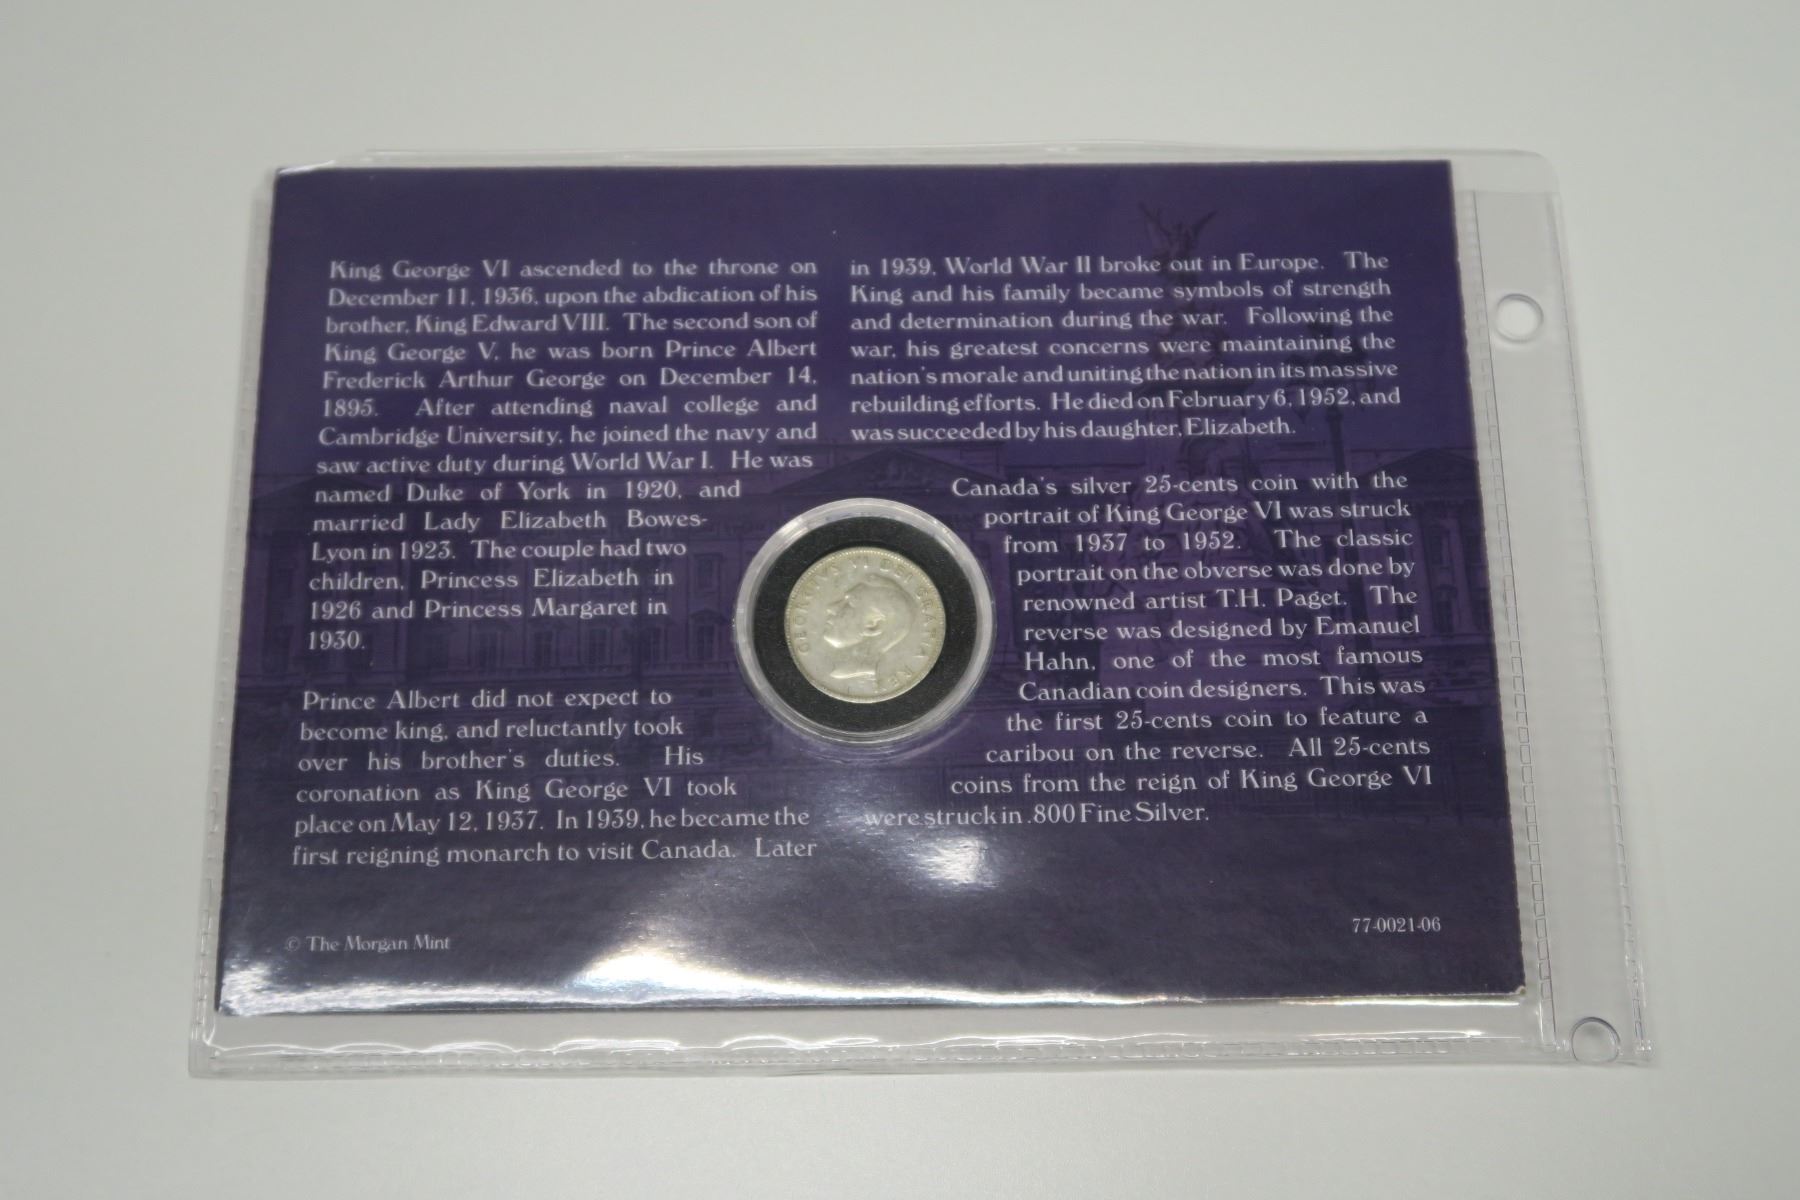 King George VI ascended to the throne on
December 11, 1936, upon the abdication of his
brother, King Edward VIII. The second son of
King George V, he was born Prince Albert
Frederick Arthur George on December 14,
1895. After attending naval college and
Cambridge University, he joined the navy and
saw active duty during World War I. He was
named Duke of York in 1920, and
married Lady Elizabeth Bowes-
Lyon in 1923. The couple had two
children, Princess Elizabeth in
1926 and Princess Margaret in
1930.
Prince Albert did not expect to
become king, and reluctantly took
over his brother's duties. His
coronation as King George VI took
place on May 12, 1937. In 1939, he became the
first reigning monarch to visit Canada. Later
in 1939, World War II broke out in Europe. The
King and his family became symbols of strength
and determination during the war. Following the
war, his greatest concerns were maintaining the
nation's morale and uniting the nation in its massive
rebuilding efforts. He died on February 6, 1952, and
was succeeded by his daughter, Elizabeth.
Canada's silver 25-cents coin with the
portrait of King George VI was struck
from 1937 to 1952. The classic
portrait on the obverse was done by
renowned artist T.H. Paget. The
reverse was designed by Emanuel
Hahn, one of the most famous
Canadian coin designers. This was
the first 25-cents coin to feature a
caribou on the reverse. All 25-cents
coins from the reign of King George VI
were struck in .800 Fine Silver.
GEORGIVS VI DEI GRATIA REX
© The Morgan Mint
77-0021-06